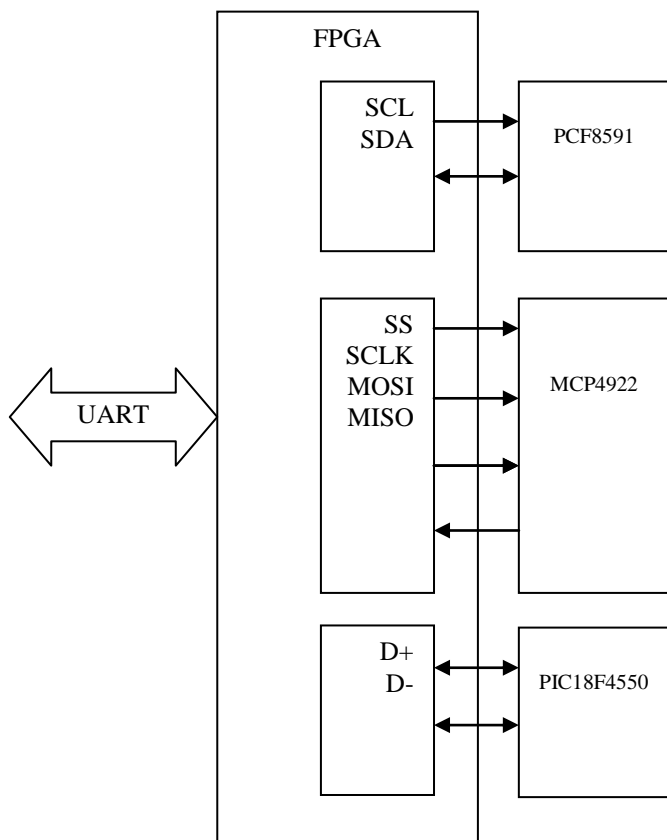 FPGA
SCL
SDA
PCF8591
SS
SCLK
MOSI
MISO
MCP4922
UART
D+
D-
PIC18F4550